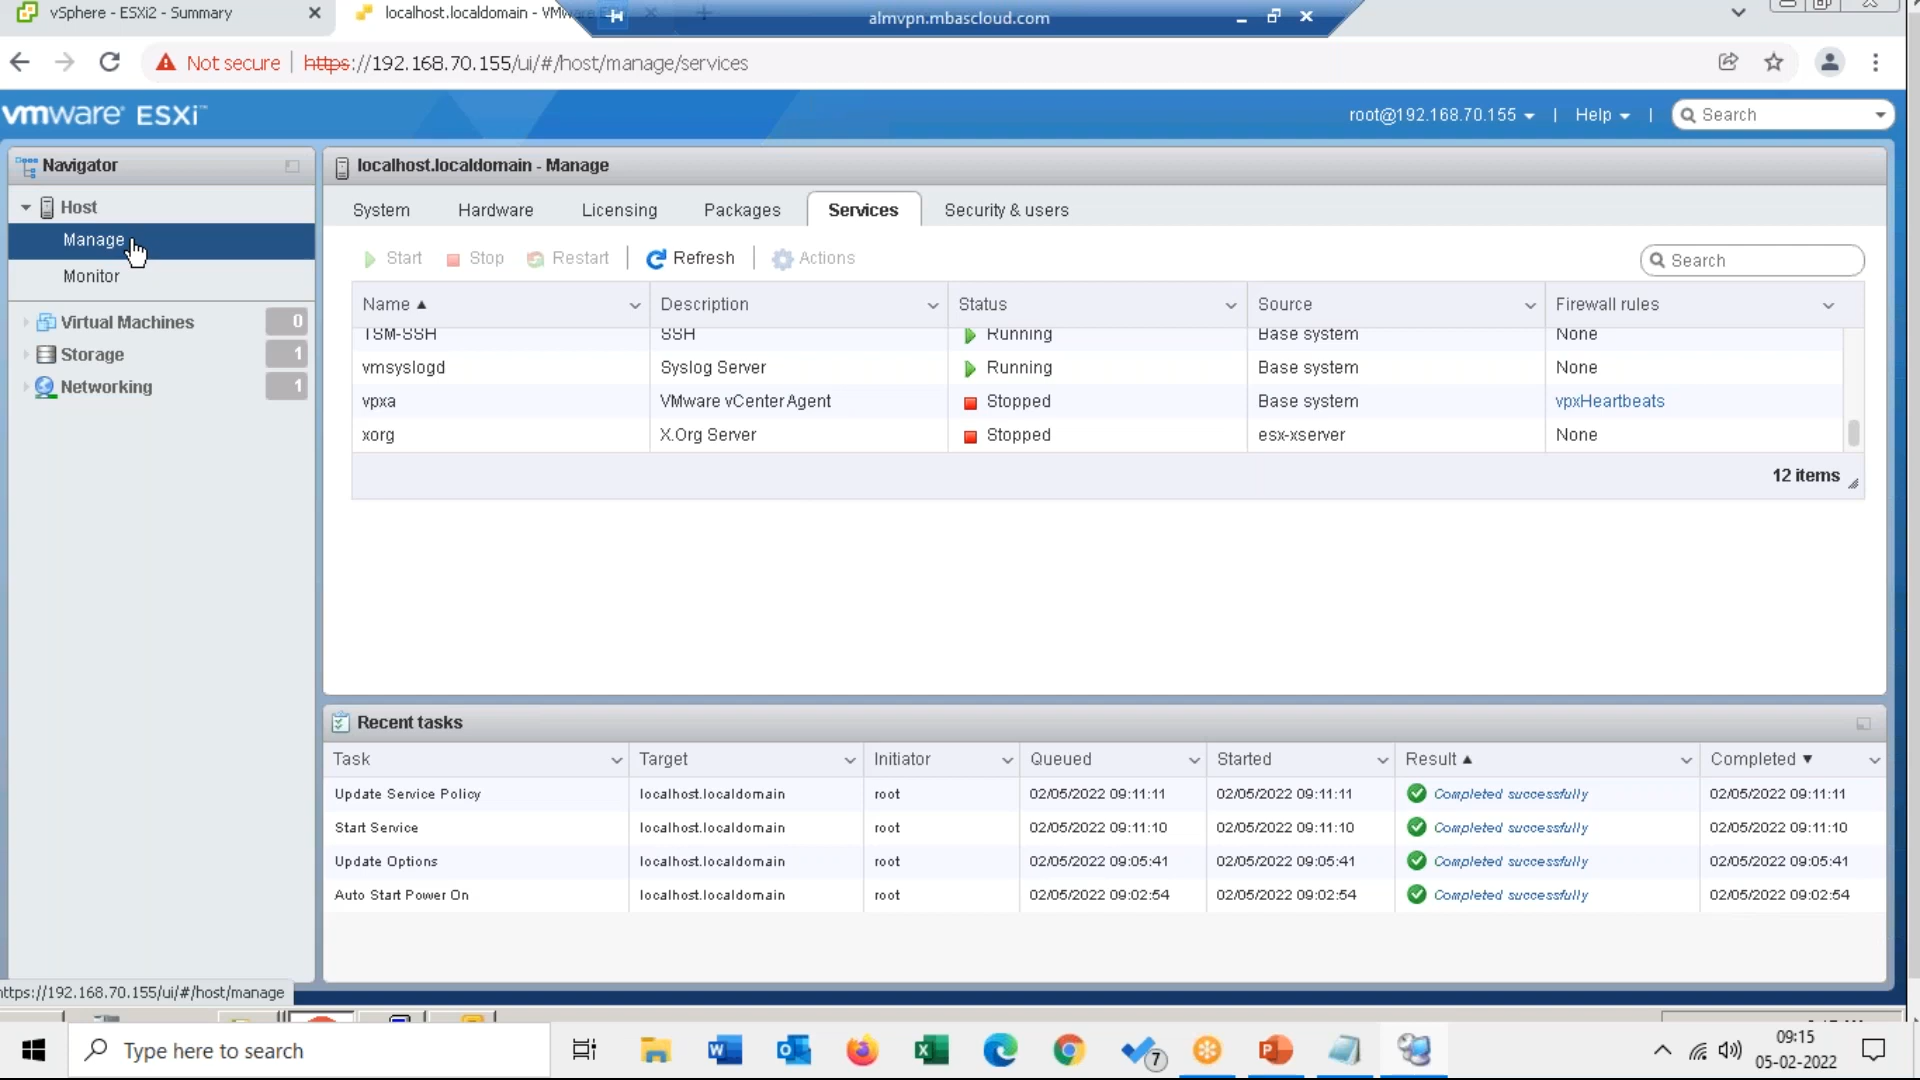 vSphere - ESXi2 - Summary
localhost.localdomain - VMw
almvpn.mbascloud.com
Not secure
https://192.168.70.155/ui/#/host/manage/services
vmware ESXi™
root@192.168.70.155
|
Help
|
Search
Navigator
Host
Manage
Monitor
Virtual Machines 0
Storage 1
Networking 1
localhost.localdomain - Manage
System Hardware Licensing Packages Services Security & users
Start Stop Restart Refresh Actions
Search
Name Description Status Source Firewall rules
TSM-SSH SSH Running Base system None
vmsyslogd Syslog Server Running Base system None
vpxa VMware vCenter Agent Stopped Base system vpxHeartbeats
xorg X.Org Server Stopped esx-xserver None
12 items
Recent tasks
Task Target Initiator Queued Started Result Completed
Update Service Policy localhost.localdomain root 02/05/2022 09:11:11 02/05/2022 09:11:11 Completed successfully 02/05/2022 09:11:11
Start Service localhost.localdomain root 02/05/2022 09:11:10 02/05/2022 09:11:10 Completed successfully 02/05/2022 09:11:10
Update Options localhost.localdomain root 02/05/2022 09:05:41 02/05/2022 09:05:41 Completed successfully 02/05/2022 09:05:41
Auto Start Power On localhost.localdomain root 02/05/2022 09:02:54 02/05/2022 09:02:54 Completed successfully 02/05/2022 09:02:54
https://192.168.70.155/ui/#/host/manage
Type here to search
7
09:15
05-02-2022